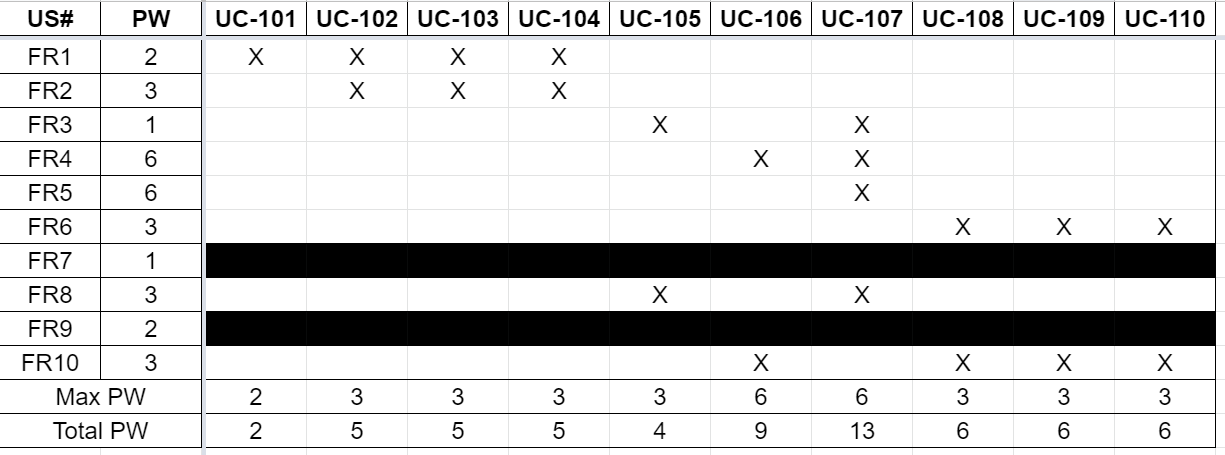 US# PW UC-101 UC-102 UC-103 UC-104 UC-105 UC-106 UC-107 UC-108 UC-109 UC-110
FR1 2 X X X X
FR2 3 X X X
FR3 1 X X
FR4 6 X X
FR5 6 X
FR6 3 X X X
FR7 1
FR8 3 X X
FR9 2
FR10 3 X X X X
Max PW 2 3 3 3 3 6 6 3 3 3
Total PW 2 5 5 5 4 9 13 6 6 6